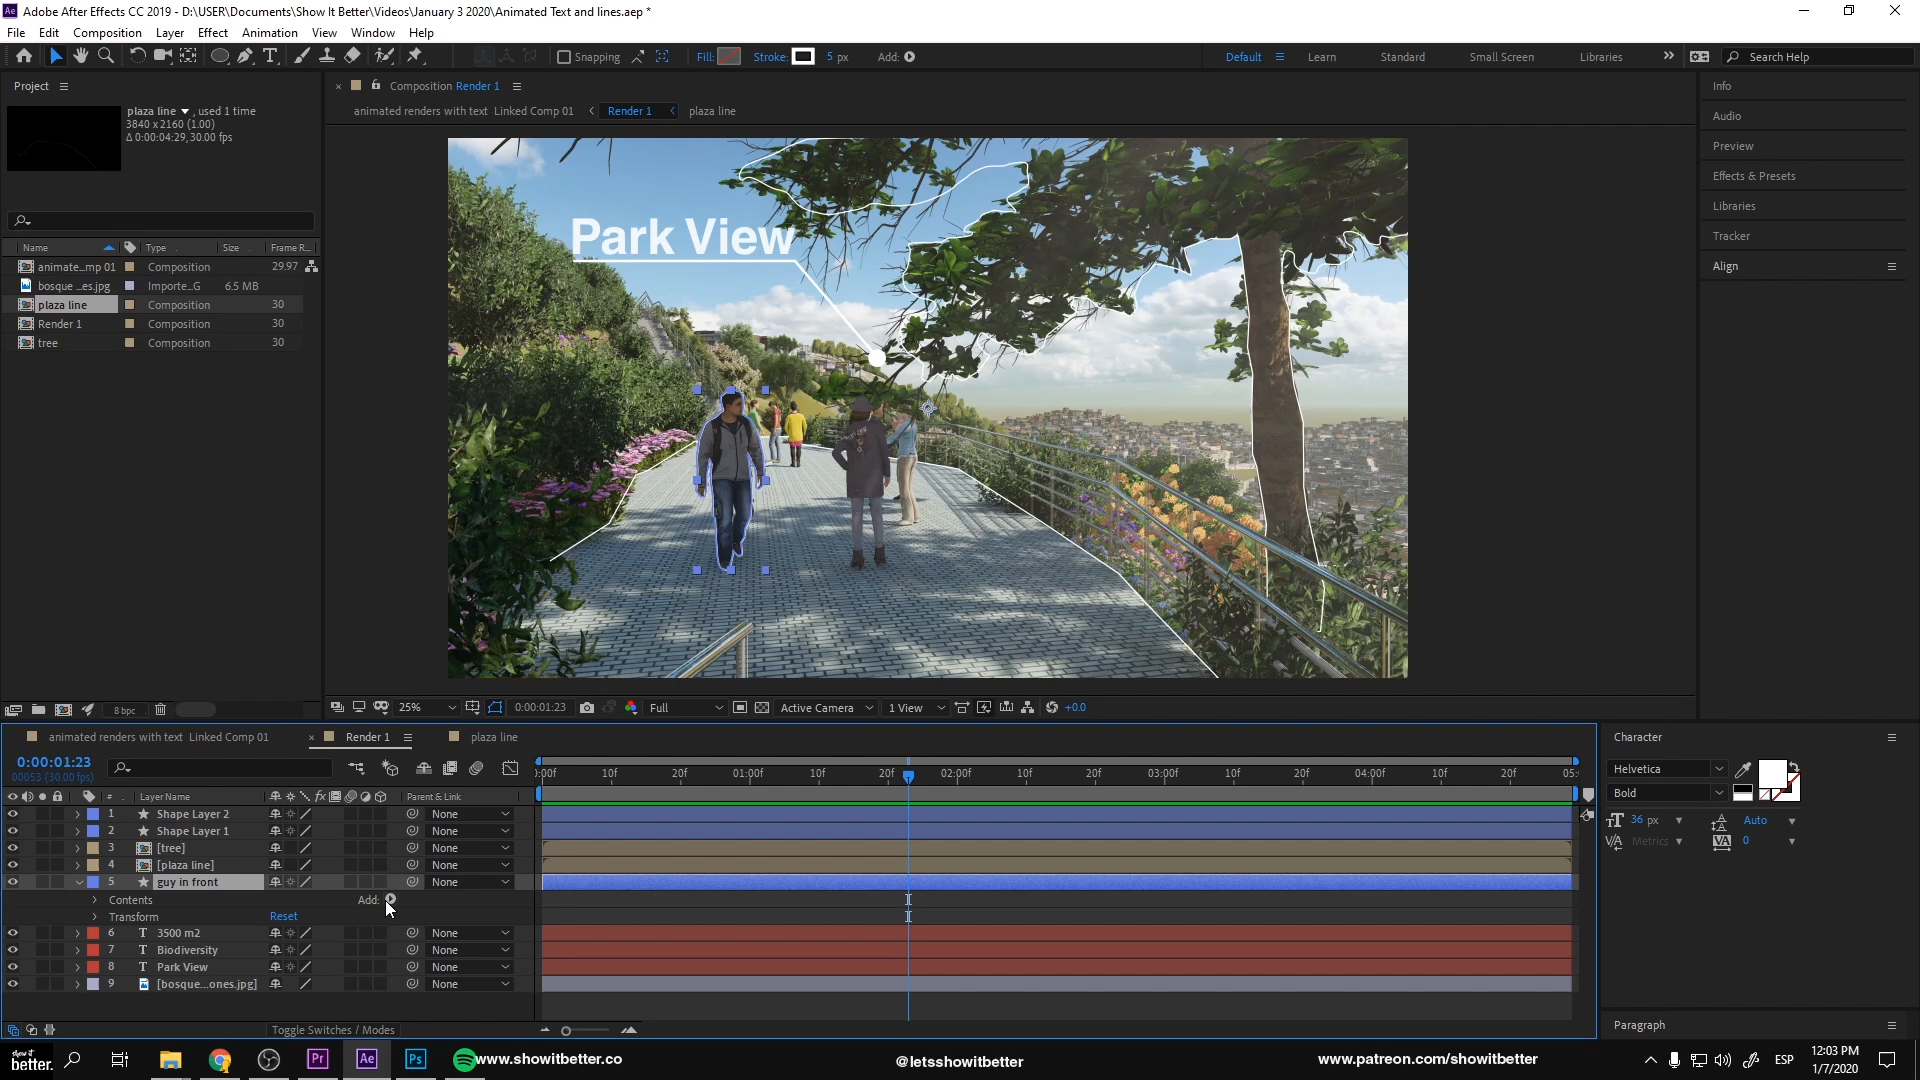 Ae Adobe After Effects CC 2019 - D:\USER\Documents\Show It Better\Videos\January 3 2020\Animated Text and lines.aep *
File Edit Composition Layer Effect Animation View Window Help
Snapping Fill: Stroke: 5 px Add: Default Learn Standard Small Screen Libraries Search Help
Project
plaza line, used 1 time
3840 x 2160 (1.00)
Δ 0:00:04:29, 30.00 fps
Name Type Size Frame R...
animate...mp 01 Composition 29.97
bosque ...es.jpg Importe...G 6.5 MB
plaza line Composition 30
Render 1 Composition 30
tree Composition 30
8 bpc
Composition Render 1
animated renders with text Linked Comp 01 Render 1 plaza line
Park View
25% 0:00:01:23 Full Active Camera 1 View +0.0
Info
Audio
Preview
Effects & Presets
Libraries
Tracker
Align
animated renders with text Linked Comp 01 Render 1 plaza line
0:00:01:23
00053 (30.00 fps)
:00f 10f 20f 01:00f 10f 20f 02:00f 10f 20f 03:00f 10f 20f 04:00f 10f 20f 05:
# Layer Name fx Parent & Link
1 Shape Layer 2 None
2 Shape Layer 1 None
3 [tree] None
4 [plaza line] None
5 guy in front None
Contents Add:
Transform Reset
6 T 3500 m2 None
7 T Biodiversity None
8 T Park View None
9 [bosque...ones.jpg] None
Toggle Switches / Modes
Character
Helvetica
Bold
36 px Auto
Metrics 0
Paragraph
show it
better.
Pr Ae Ps
www.showitbetter.co
@letsshowitbetter
www.patreon.com/showitbetter
ESP
12:03 PM
1/7/2020